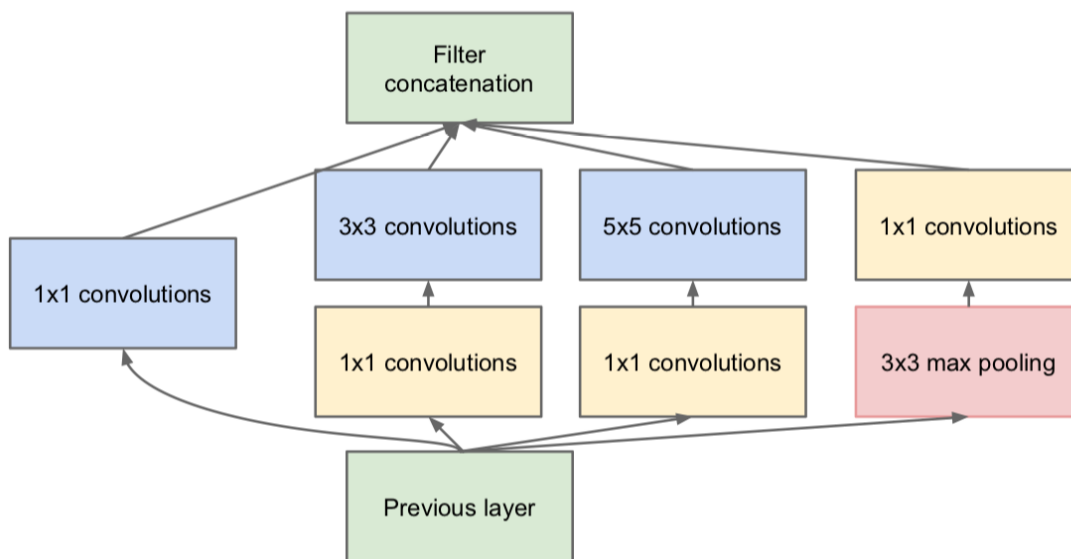 Filter
concatenation
3x3 convolutions
5x5 convolutions
1x1 convolutions
1x1 convolutions
1x1 convolutions
1x1 convolutions
3x3 max pooling
Previous layer